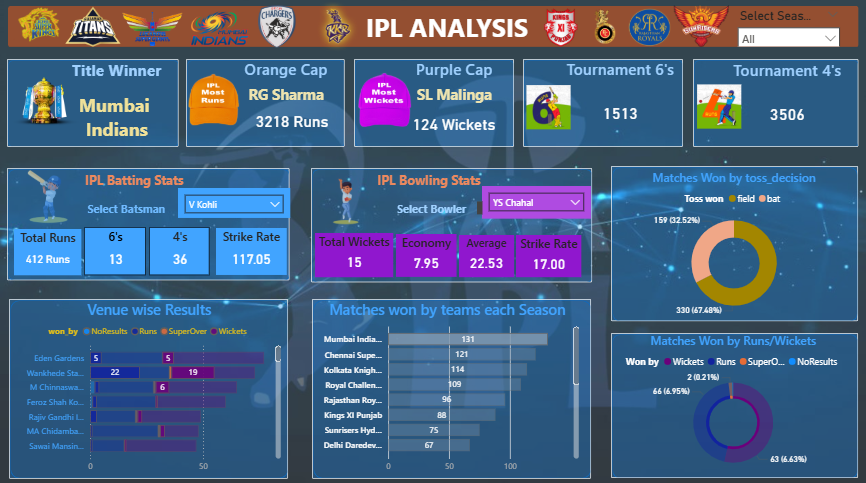 IPL ANALYSIS
Select Seas...
All
CHARGERS
TITANS
MUMBAI
INDIANS
KKR
KINGS
XI
ROYALS
SUNRISERS
Title Winner
Mumbai
Indians
IPL
Most
Runs
Orange Cap
RG Sharma
3218 Runs
IPL
Most
Wickets
Purple Cap
SL Malinga
124 Wickets
Tournament 6's
1513
Tournament 4's
3506
IPL Batting Stats
Select Batsman
V Kohli
Total Runs
412 Runs
6's
13
4's
36
Strike Rate
117.05
IPL Bowling Stats
Select Bowler
YS Chahal
Total Wickets
15
Economy
7.95
Average
22.53
Strike Rate
17.00
Matches Won by toss_decision
Toss won field bat
159 (32.52%)
330 (67.48%)
Venue wise Results
won_by NoResults Runs SuperOver Wickets
Eden Gardens 5 5
Wankhede Sta... 22 19
M Chinnaswa... 6
Feroz Shah Ko...
Rajiv Gandhi I...
MA Chidamba...
Sawai Mansin...
0 50
Matches won by teams each Season
Mumbai India... 131
Chennai Supe... 121
Kolkata Knigh... 114
Royal Challen... 109
Rajasthan Roy... 96
Kings XI Punjab 88
Sunrisers Hyd... 75
Delhi Daredev... 67
0 50 100
Matches Won by Runs/Wickets
Won by Wickets Runs SuperO... NoResults
2 (0.21%)
66 (6.95%)
63 (6.63%)